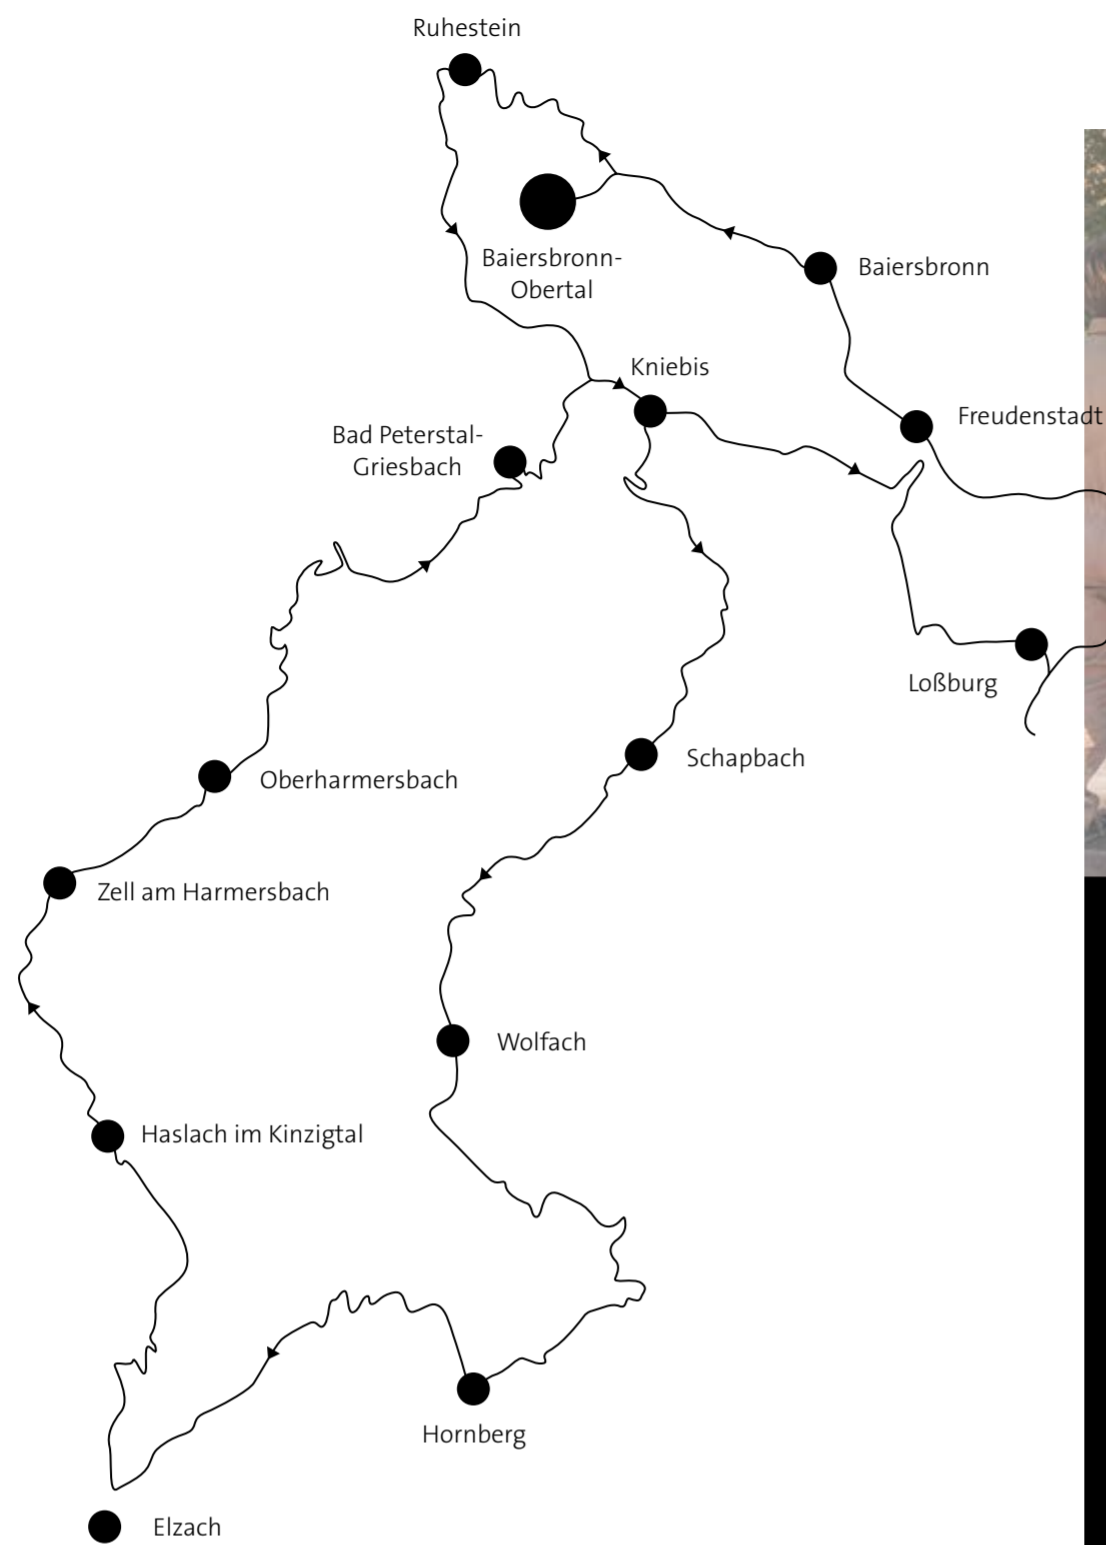 Ruhestein
Baiersbronn-
Obertal
Baiersbronn
Kniebis
Freudenstadt
Bad Peterstal-
Griesbach
Loßburg
Schapbach
Oberharmersbach
Zell am Harmersbach
Wolfach
Haslach im Kinzigtal
Hornberg
Elzach